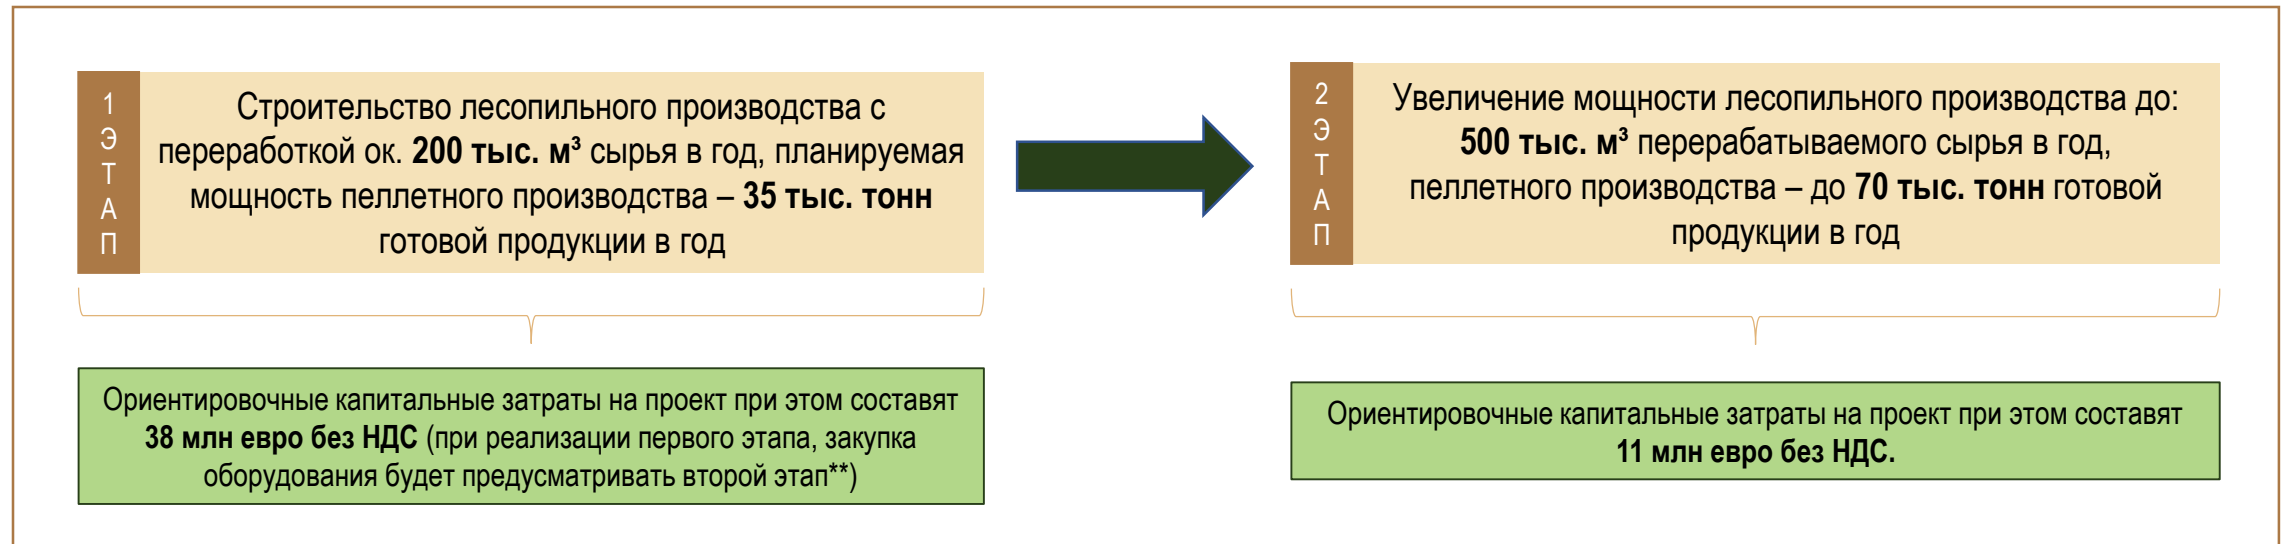 1
Э
Т
А
П
Строительство лесопильного производства с
переработкой ок. 200 тыс. м³ сырья в год, планируемая
мощность пеллетного производства – 35 тыс. тонн
готовой продукции в год
2
Э
Т
А
П
Увеличение мощности лесопильного производства до:
500 тыс. м³ перерабатываемого сырья в год,
пеллетного производства – до 70 тыс. тонн готовой
продукции в год
Ориентировочные капитальные затраты на проект при этом составят
38 млн евро без НДС (при реализации первого этапа, закупка
оборудования будет предусматривать второй этап**)
Ориентировочные капитальные затраты на проект при этом составят
11 млн евро без НДС.